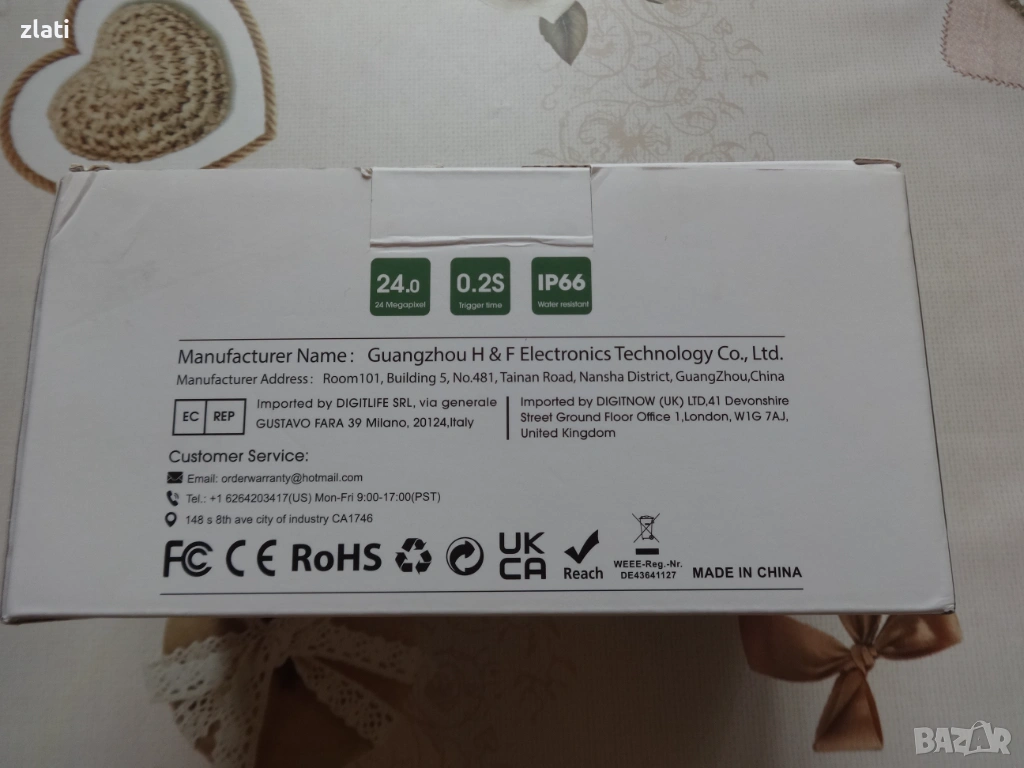 zlati
24.0
24 Megapixel
0.2S
Trigger time
IP66
Water resistant
Manufacturer Name: Guangzhou H & F Electronics Technology Co., Ltd.
Manufacturer Address: Room101, Building 5, No.481, Tainan Road, Nansha District, GuangZhou,China
EC REP
Imported by DIGITLIFE SRL, via generale
GUSTAVO FARA 39 Milano, 20124,Italy
Imported by DIGITNOW (UK) LTD,41 Devonshire
Street Ground Floor Office 1,London, W1G 7AJ,
United Kingdom
Customer Service:
Email: orderwarranty@hotmail.com
Tel.: +1 6264203417(US) Mon-Fri 9:00-17:00(PST)
148 s 8th ave city of industry CA1746
FC CE RoHS
UK
CA
Reach
WEEE-Reg.-Nr.
DE43641127
MADE IN CHINA
BAZAR